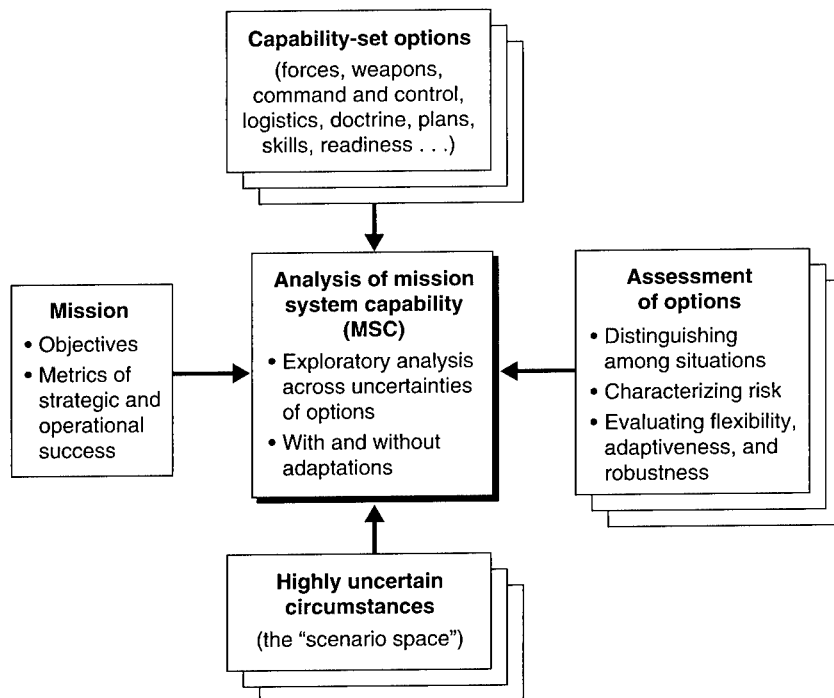 Capability-set options
(forces, weapons,
command and control,
logistics, doctrine, plans,
skills, readiness . . .)
Mission
• Objectives
• Metrics of
strategic and
operational
success
Analysis of mission
system capability
(MSC)
• Exploratory analysis
across uncertainties
of options
• With and without
adaptations
Assessment
of options
• Distinguishing
among situations
• Characterizing risk
• Evaluating flexibility,
adaptiveness, and
robustness
Highly uncertain
circumstances
(the “scenario space”)